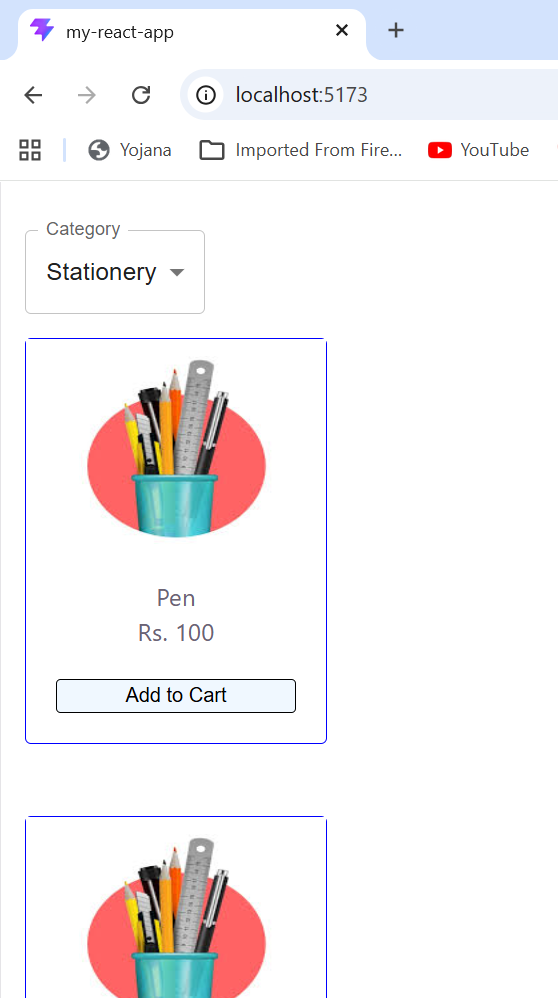 my-react-app
localhost:5173
Yojana
Imported From Fire...
YouTube
Category
Stationery
Pen
Rs. 100
Add to Cart